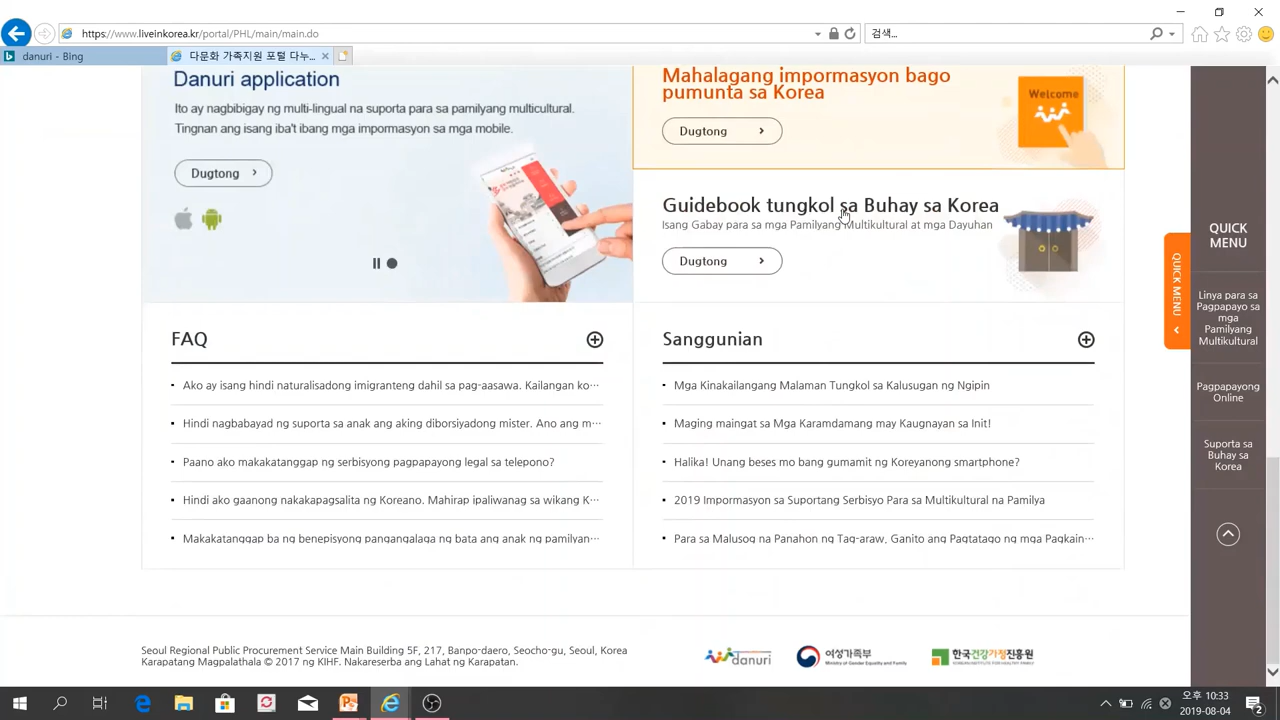 https://www.liveinkorea.kr/portal/PHL/main/main.do
검색...
danuri - Bing
다문화 가족지원 포털 다누...
Danuri application
Ito ay nagbibigay ng multi-lingual na suporta para sa pamilyang multicultural.
Tingnan ang isang iba't ibang mga impormasyon sa mga mobile.
Dugtong
Mahalagang impormasyon bago
pumunta sa Korea
Dugtong
Welcome
Guidebook tungkol sa Buhay sa Korea
Isang Gabay para sa mga Pamilyang Multikultural at mga Dayuhan
Dugtong
FAQ
Ako ay isang hindi naturalisadong imigranteng dahil sa pag-aasawa. Kailangan ko···
Hindi nagbabayad ng suporta sa anak ang aking diborsiyadong mister. Ano ang m···
Paano ako makakatanggap ng serbisyong pagpapayong legal sa telepono?
Hindi ako gaanong nakakapagsalita ng Koreano. Mahirap ipaliwanag sa wikang K···
Makakatanggap ba ng benepisyong pangangalaga ng bata ang anak ng pamilyan···
Sanggunian
Mga Kinakailangang Malaman Tungkol sa Kalusugan ng Ngipin
Maging maingat sa Mga Karamdamang may Kaugnayan sa Init!
Halika! Unang beses mo bang gumamit ng Koreyanong smartphone?
2019 Impormasyon sa Suportang Serbisyo Para sa Multikultural na Pamilya
Para sa Malusog na Panahon ng Tag-araw, Ganito ang Pagtatago ng mga Pagkain···
QUICK MENU
QUICK
MENU
Linya para sa
Pagpapayo sa
mga
Pamilyang
Multikultural
Pagpapayong
Online
Suporta sa
Buhay sa
Korea
Seoul Regional Public Procurement Service Main Building 5F, 217, Banpo-daero, Seocho-gu, Seoul, Korea
Karapatang Magpalathala © 2017 ng KIHF. Nakareserba ang Lahat ng Karapatan.
danuri
여성가족부
Ministry of Gender Equality and Family
한국건강가정진흥원
KOREAN INSTITUTE FOR HEALTHY FAMILY
오후 10:33
2019-08-04
2